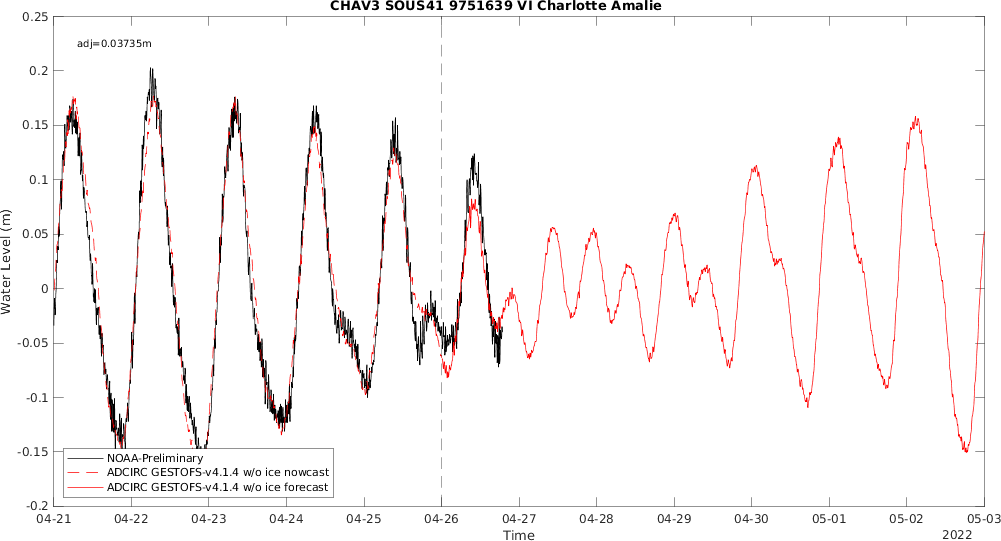 CHAV3 SOUS41 9751639 VI Charlotte Amalie
adj=0.03735m
0.25
0.2
0.15
0.1
0.05
0
-0.05
-0.1
-0.15
-0.2
Water Level (m)
NOAA-Preliminary
ADCIRC GESTOFS-v4.1.4 w/o ice nowcast
ADCIRC GESTOFS-v4.1.4 w/o ice forecast
04-21 04-22 04-23 04-24 04-25 04-26 04-27 04-28 04-29 04-30 05-01 05-02 05-03
Time
2022